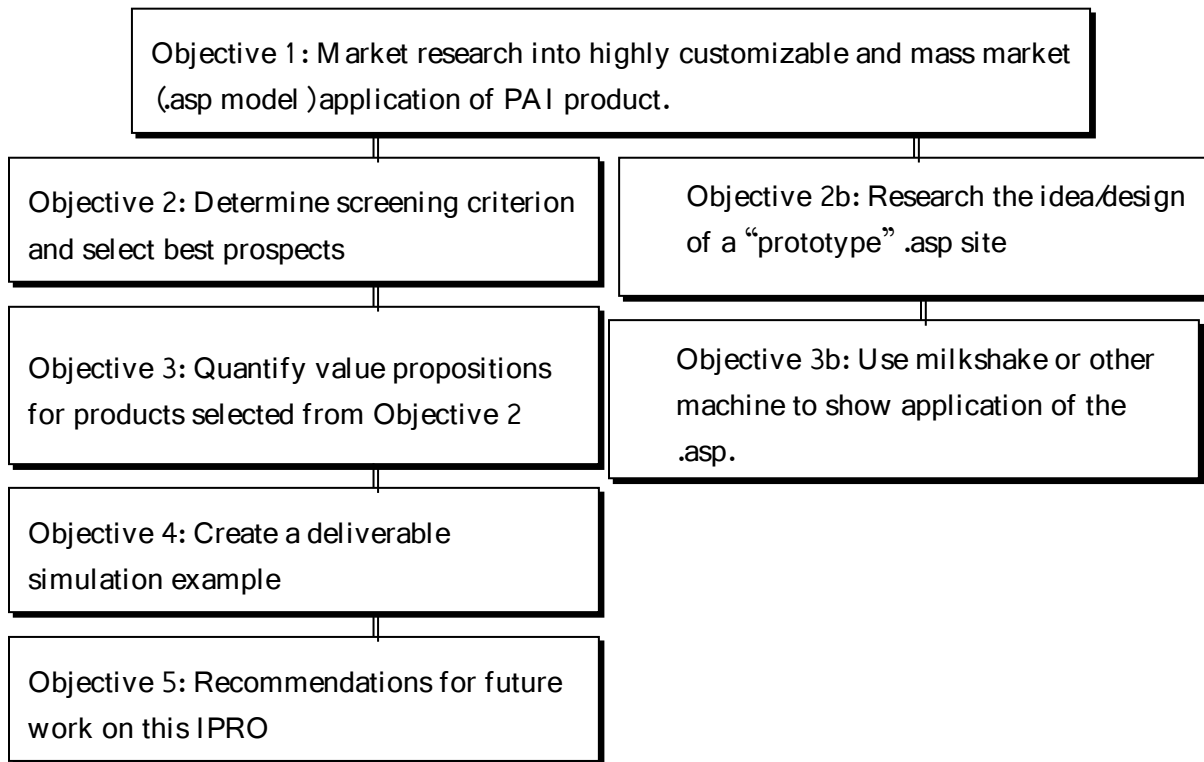 Objective 1: Market research into highly customizable and mass market
(.asp model )application of PAI product.
Objective 2: Determine screening criterion
and select best prospects
Objective 2b: Research the idea/design
of a “prototype” .asp site
Objective 3: Quantify value propositions
for products selected from Objective 2
Objective 3b: Use milkshake or other
machine to show application of the
.asp.
Objective 4: Create a deliverable
simulation example
Objective 5: Recommendations for future
work on this IPRO